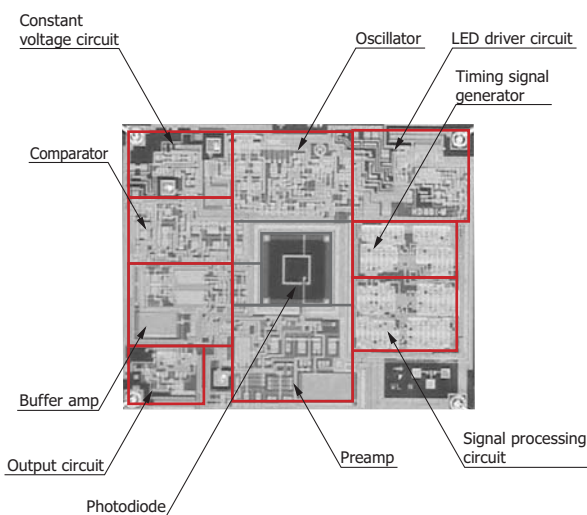 Constant
voltage circuit
Oscillator
LED driver circuit
Timing signal
generator
Comparator
Buffer amp
Output circuit
Photodiode
Preamp
Signal processing
circuit